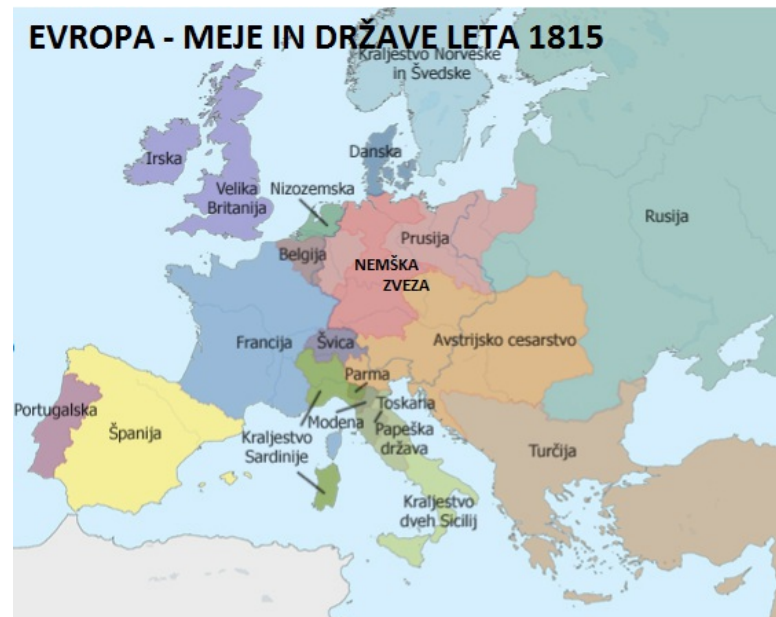 EVROPA - MEJE IN DRŽAVE LETA 1815
Kraljestvo Norveške
in Švedske
Irska
Danska
Velika
Britanija
Nizozemska
Rusija
Prusija
Belgija
NEMŠKA
ZVEZA
Francija
Švica
Avstrijsko cesarstvo
Parma
Portugalska
Španija
Modena
Toskana
Kraljestvo
Sardinije
Papeška
država
Turčija
Kraljestvo
dveh Sicilij